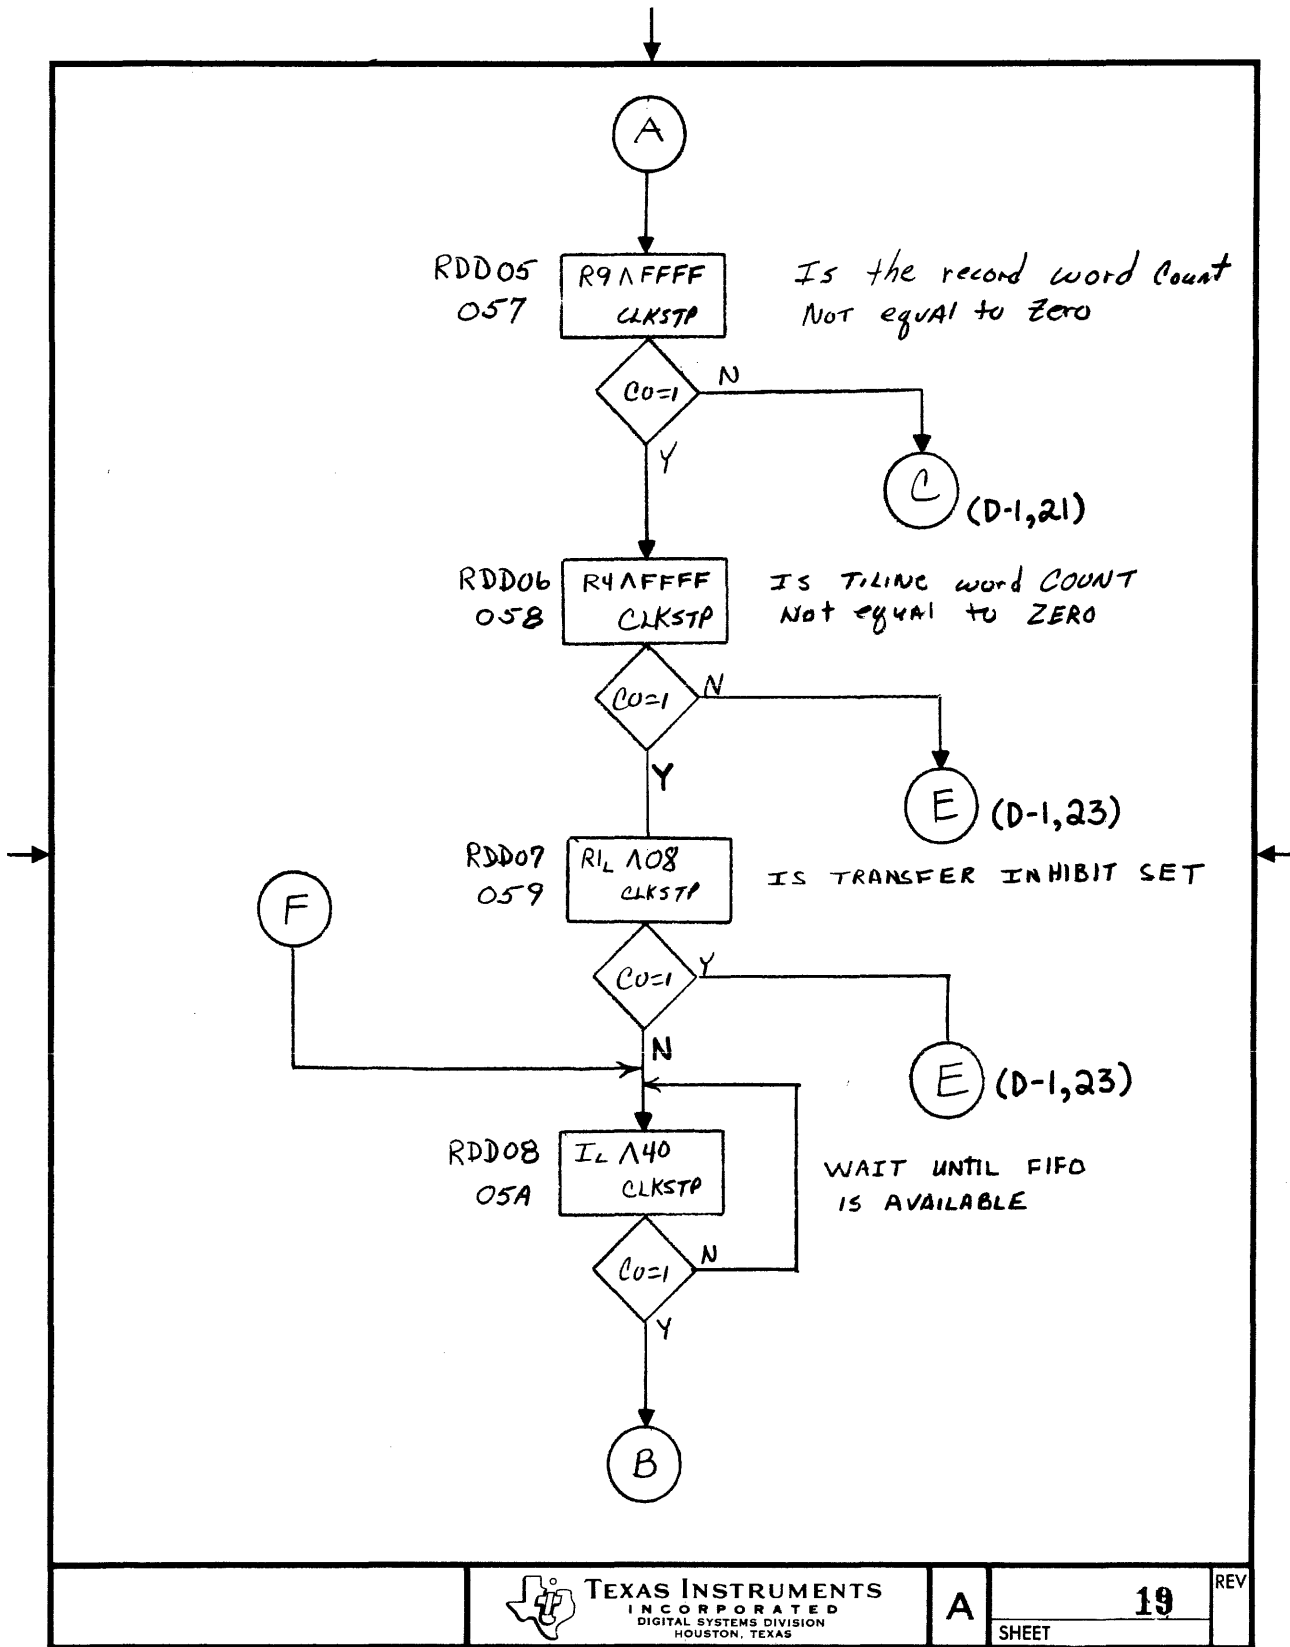 A
RDD05
057
R9∧FFFF
CLKSTP
Is the record word Count
NOT equAl to Zero
CO=1
N
Y
C
(D-1,21)
RDD06
058
R4∧FFFF
CLKSTP
IS TILINE word COUNT
Not equAl to ZERO
CO=1
N
Y
E
(D-1,23)
RDD07
059
R1L ∧08
CLKSTP
IS TRANSFER INHIBIT SET
F
CO=1
Y
N
E
(D-1,23)
RDD08
05A
IL ∧40
CLKSTP
WAIT UNTIL FIFO
IS AVAILABLE
CO=1
N
Y
B
TEXAS INSTRUMENTS
INCORPORATED
DIGITAL SYSTEMS DIVISION
HOUSTON, TEXAS
A
19
SHEET
REV